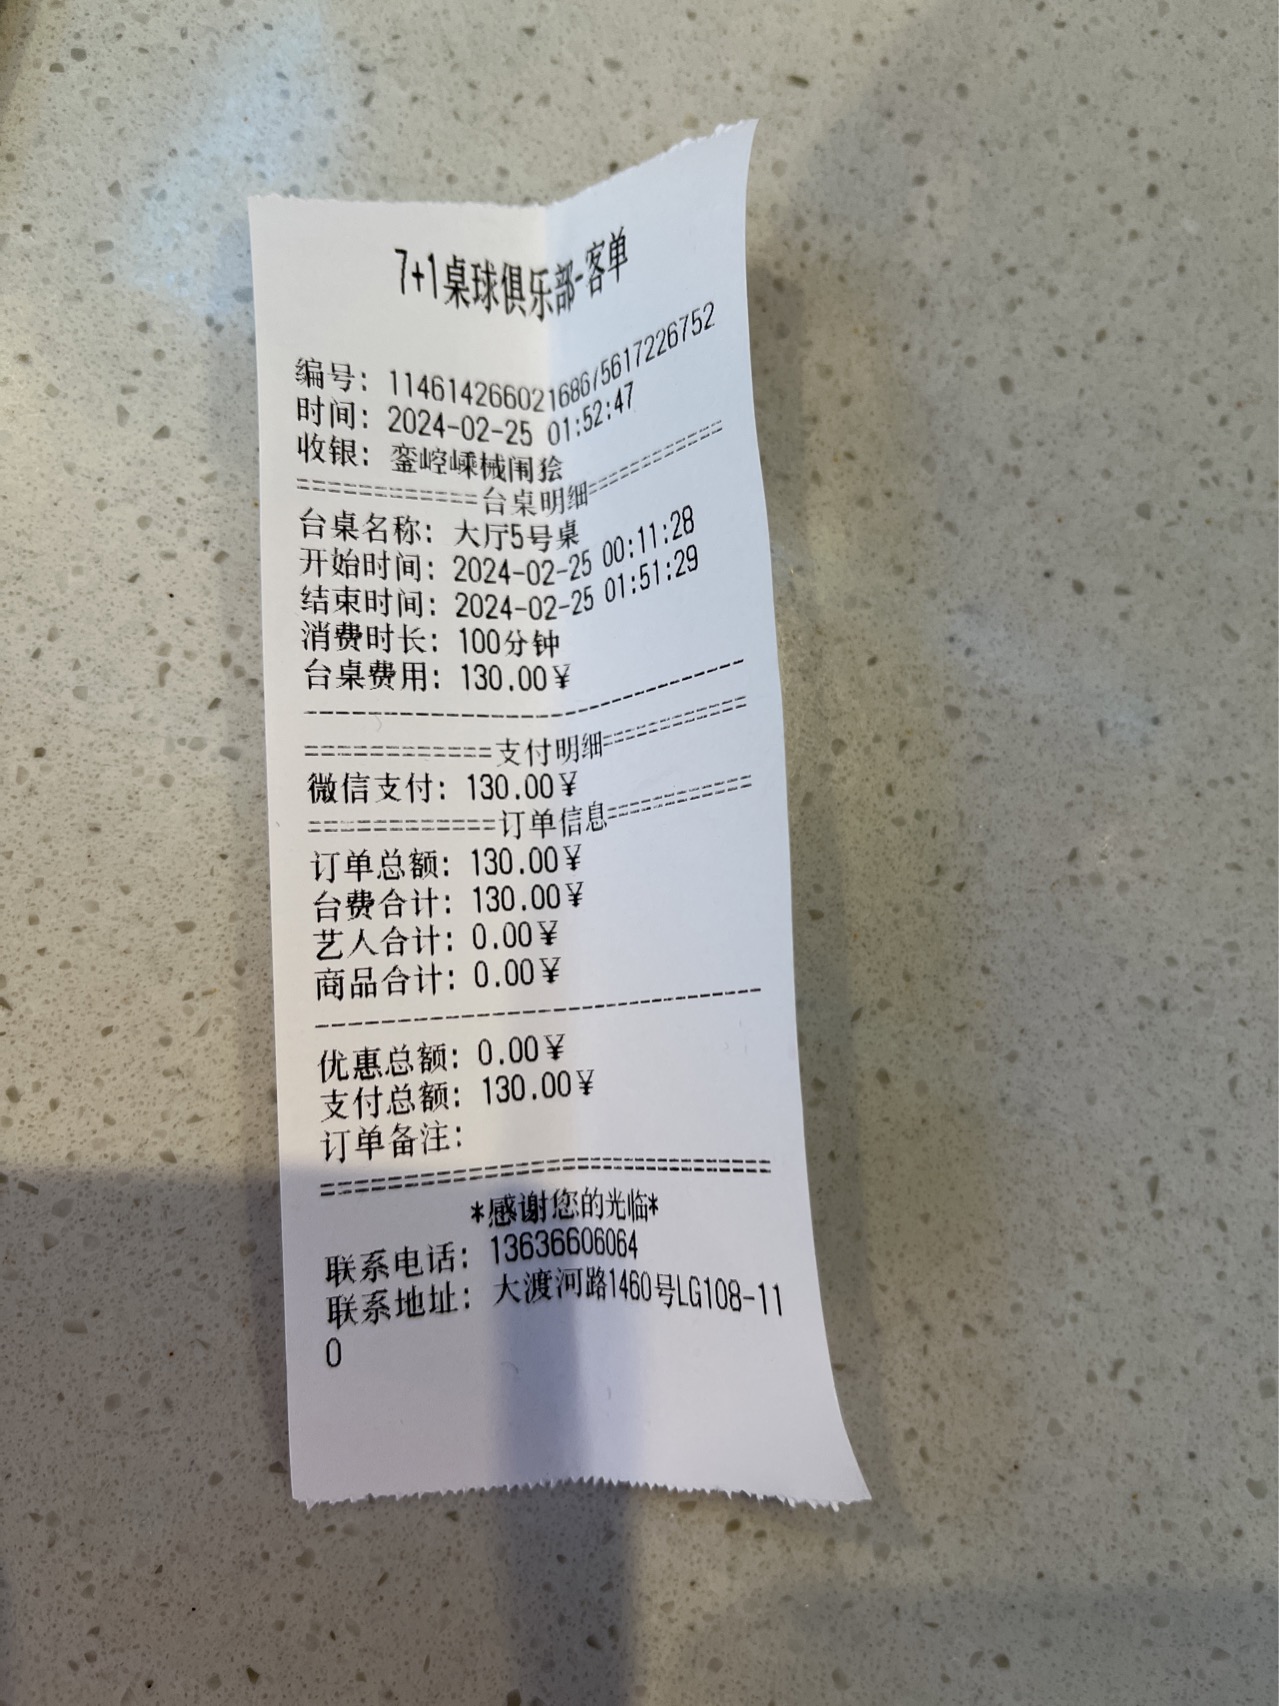 7+1桌球俱乐部-客单
编号: 11461426602168675617226752
时间: 2024-02-25 01:52:47
收银: 銮崆嵊械闱狯
===========台桌明细===========
台桌名称: 大厅5号桌
开始时间: 2024-02-25 00:11:28
结束时间: 2024-02-25 01:51:29
消费时长: 100分钟
台桌费用: 130.00¥
--------------------------------
===========支付明细===========
微信支付: 130.00¥
===========订单信息===========
订单总额: 130.00¥
台费合计: 130.00¥
艺人合计: 0.00¥
商品合计: 0.00¥
--------------------------------
优惠总额: 0.00¥
支付总额: 130.00¥
订单备注:
================================
*感谢您的光临*
联系电话: 13636606064
联系地址: 大渡河路1460号LG108-11
0